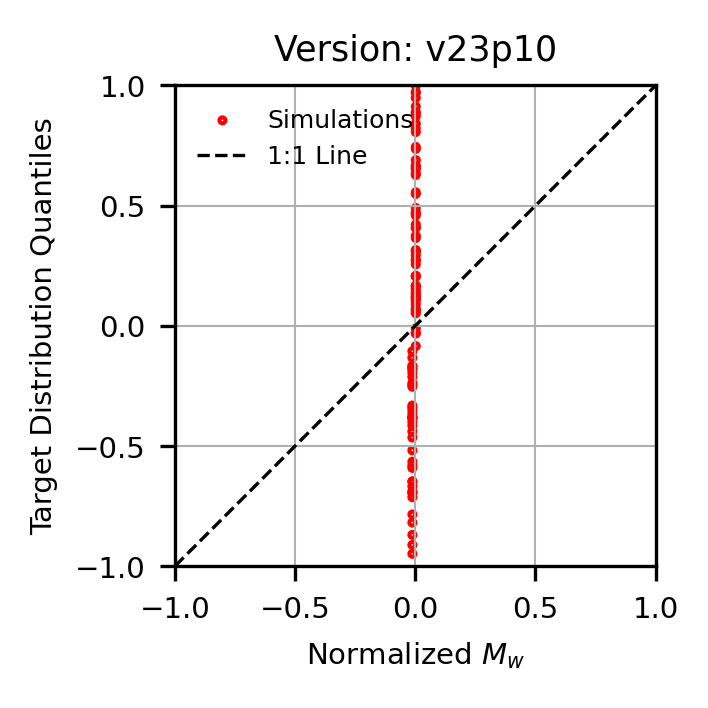 Version: v23p10
Target Distribution Quantiles
1.0
0.5
0.0
−0.5
−1.0
Simulations
1:1 Line
−1.0 −0.5 0.0 0.5 1.0
Normalized M_w